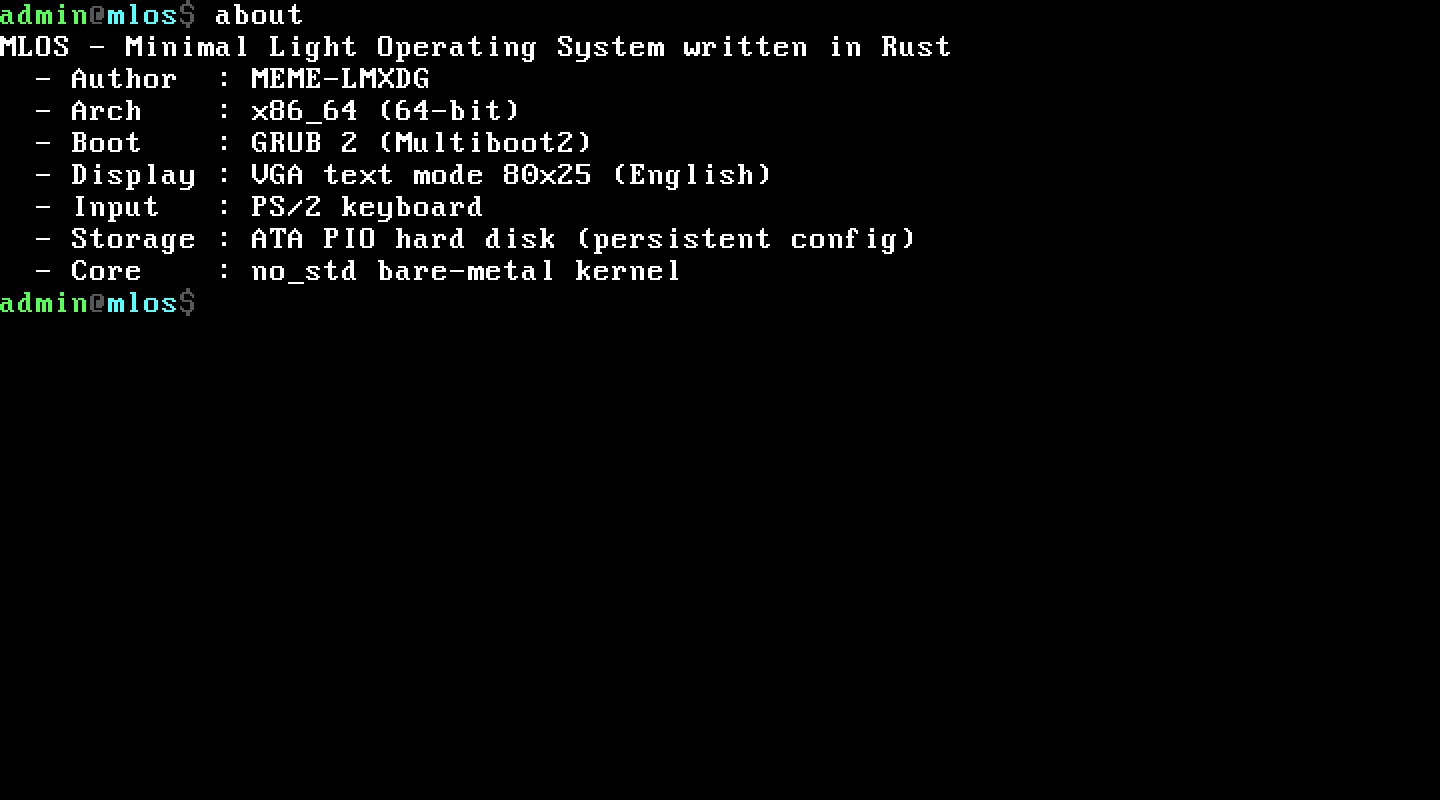 admin@mlos$ about
MLOS - Minimal Light Operating System written in Rust
  - Author  : MEME-LMXDG
  - Arch    : x86_64 (64-bit)
  - Boot    : GRUB 2 (Multiboot2)
  - Display : VGA text mode 80x25 (English)
  - Input   : PS/2 keyboard
  - Storage : ATA PIO hard disk (persistent config)
  - Core    : no_std bare-metal kernel
admin@mlos$